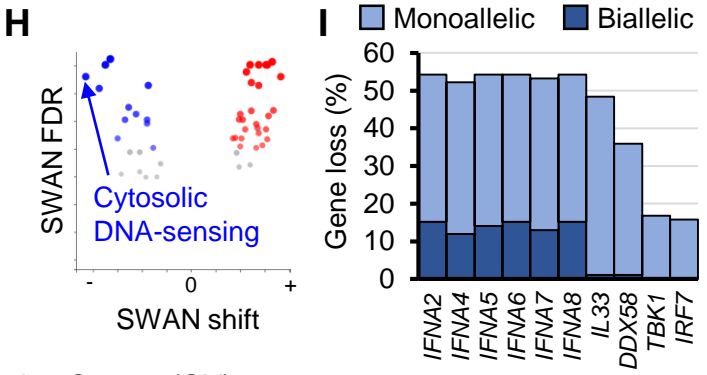 H
SWAN FDR
Cytosolic
DNA-sensing
-
0
+
SWAN shift
I
Monoallelic
Biallelic
Gene loss (%)
60
50
40
30
20
10
0
IFNA2
IFNA4
IFNA5
IFNA6
IFNA7
IFNA8
IL33
DDX58
TBK1
IRF7